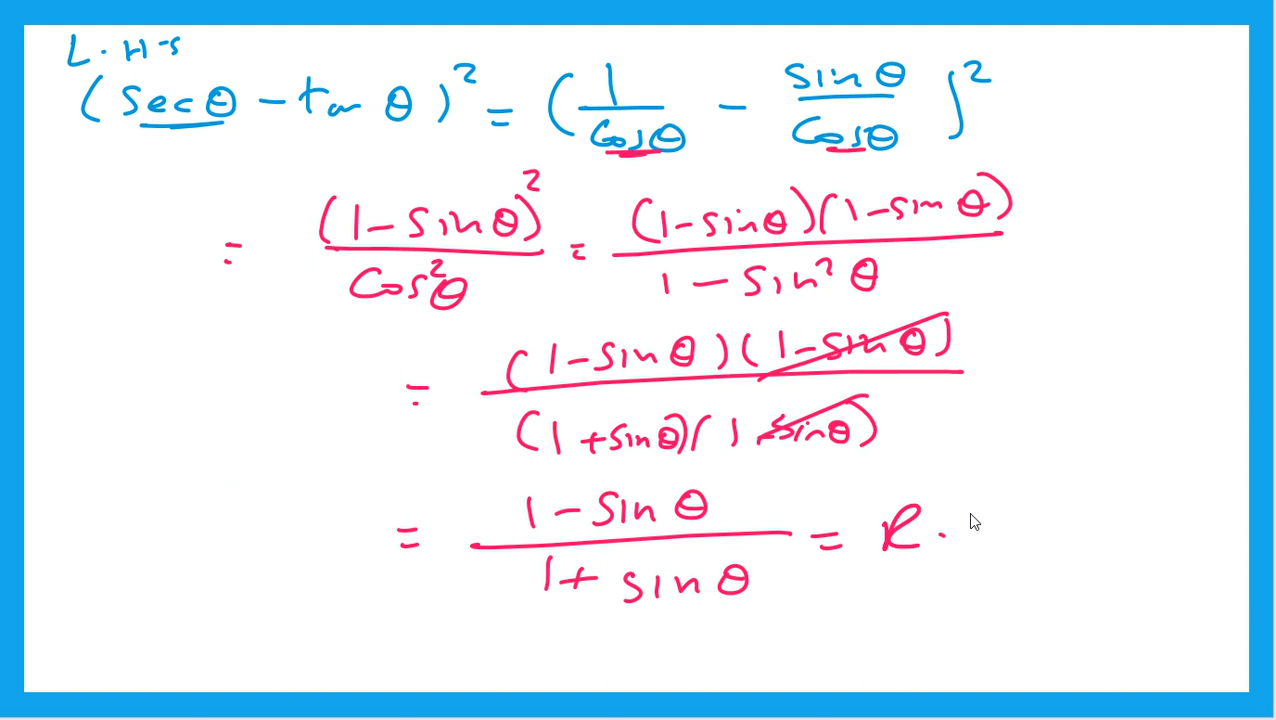 L.H-S
(secθ - tan θ)² = (1/cosθ - sinθ/cosθ)²
= (1-sinθ)²/cos²θ = (1-sinθ)(1-sinθ)/1-sin²θ
= (1-sinθ)(1-sinθ)/(1+sinθ)(1-sinθ)
= 1-sinθ/1+sinθ = R.